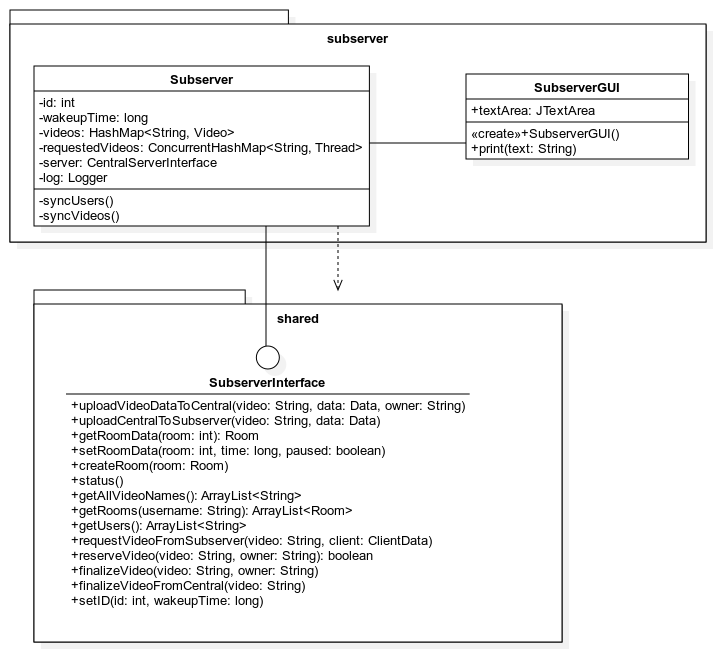 subserver
Subserver
-id: int
-wakeupTime: long
-videos: HashMap<String, Video>
-requestedVideos: ConcurrentHashMap<String, Thread>
-server: CentralServerInterface
-log: Logger
-syncUsers()
-syncVideos()
SubserverGUI
+textArea: JTextArea
«create»+SubserverGUI()
+print(text: String)
shared
SubserverInterface
+uploadVideoDataToCentral(video: String, data: Data, owner: String)
+uploadCentralToSubserver(video: String, data: Data)
+getRoomData(room: int): Room
+setRoomData(room: int, time: long, paused: boolean)
+createRoom(room: Room)
+status()
+getAllVideoNames(): ArrayList<String>
+getRooms(username: String): ArrayList<Room>
+getUsers(): ArrayList<String>
+requestVideoFromSubserver(video: String, client: ClientData)
+reserveVideo(video: String, owner: String): boolean
+finalizeVideo(video: String, owner: String)
+finalizeVideoFromCentral(video: String)
+setID(id: int, wakeupTime: long)